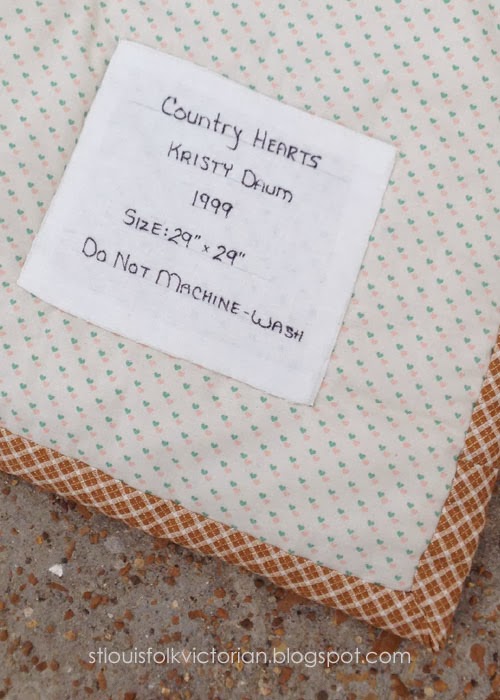 Country Hearts
Kristy Daum
1999
Size: 29" x 29"
Do Not Machine-Wash
stlouisfolkvictorian.blogspot.com